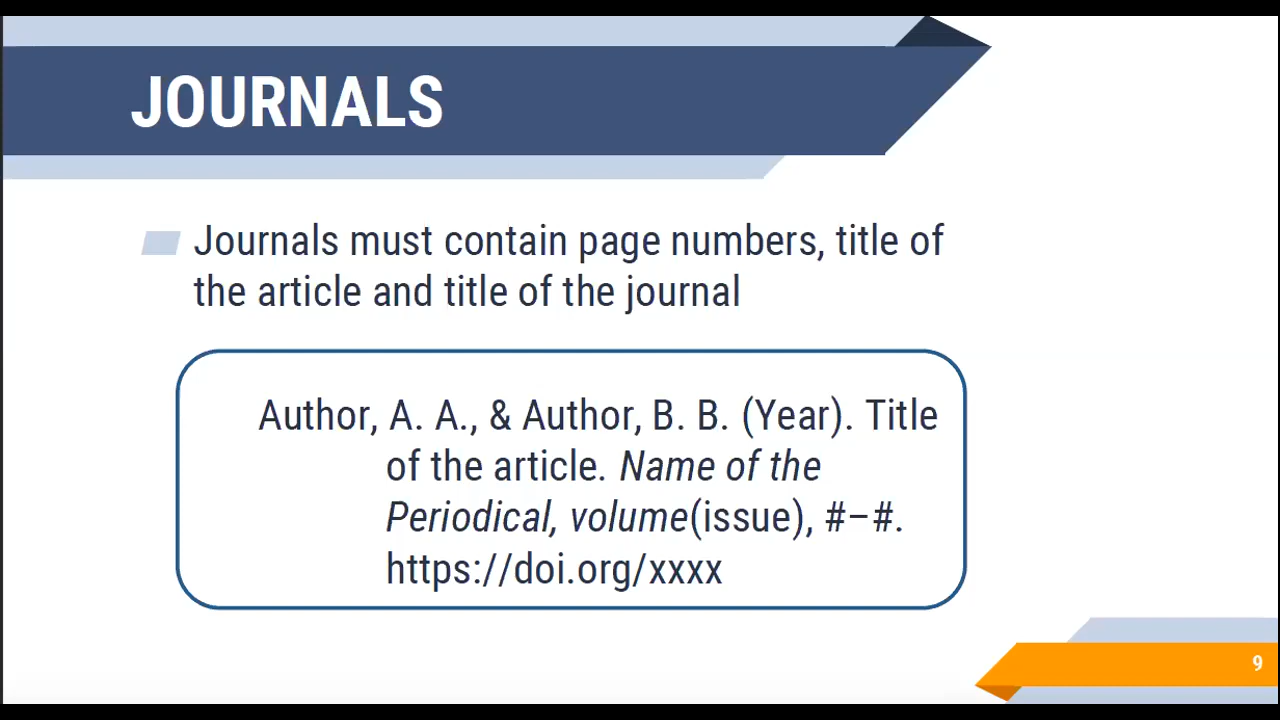 JOURNALS
Journals must contain page numbers, title of
the article and title of the journal
Author, A. A., & Author, B. B. (Year). Title
of the article. Name of the
Periodical, volume(issue), #–#.
https://doi.org/xxxx
9